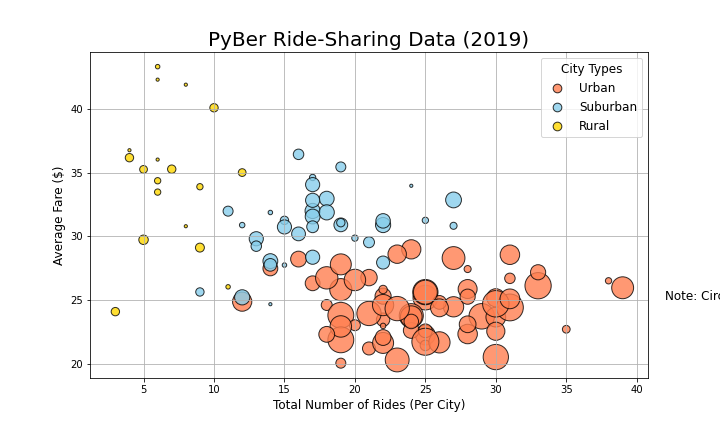 PyBer Ride-Sharing Data (2019)
City Types
Urban
Suburban
Rural
Average Fare ($)
40
35
30
25
20
Note:
5 10 15 20 25 30 35 40
Total Number of Rides (Per City)